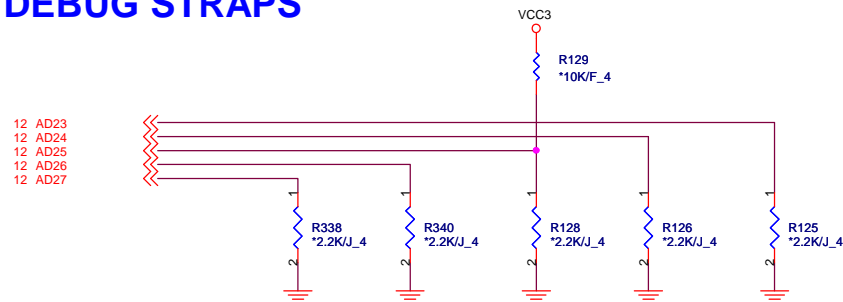 DEBUG STRAPS
VCC3
R129
*10K/F_4
12 AD23
12 AD24
12 AD25
12 AD26
12 AD27
1
1
1
1
1
R338
*2.2K/J_4
R340
*2.2K/J_4
R128
*2.2K/J_4
R126
*2.2K/J_4
R125
*2.2K/J_4
2
2
2
2
2